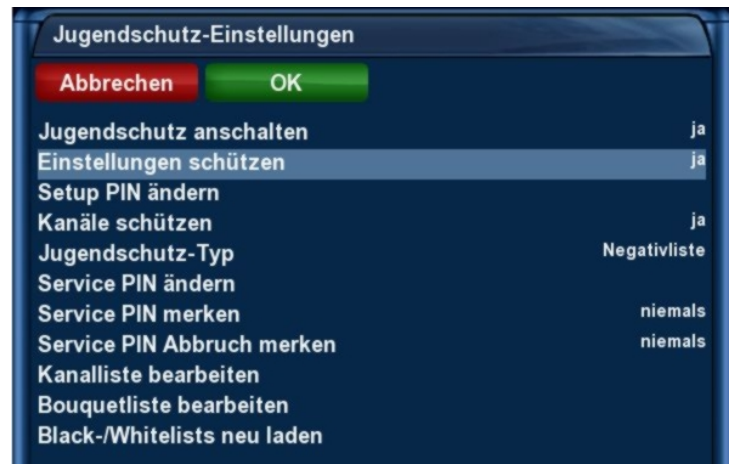 Jugendschutz-Einstellungen
Abbrechen OK
Jugendschutz anschalten ja
Einstellungen schützen ja
Setup PIN ändern
Kanäle schützen ja
Jugendschutz-Typ Negativliste
Service PIN ändern
Service PIN merken niemals
Service PIN Abbruch merken niemals
Kanalliste bearbeiten
Bouquetliste bearbeiten
Black-/Whitelists neu laden